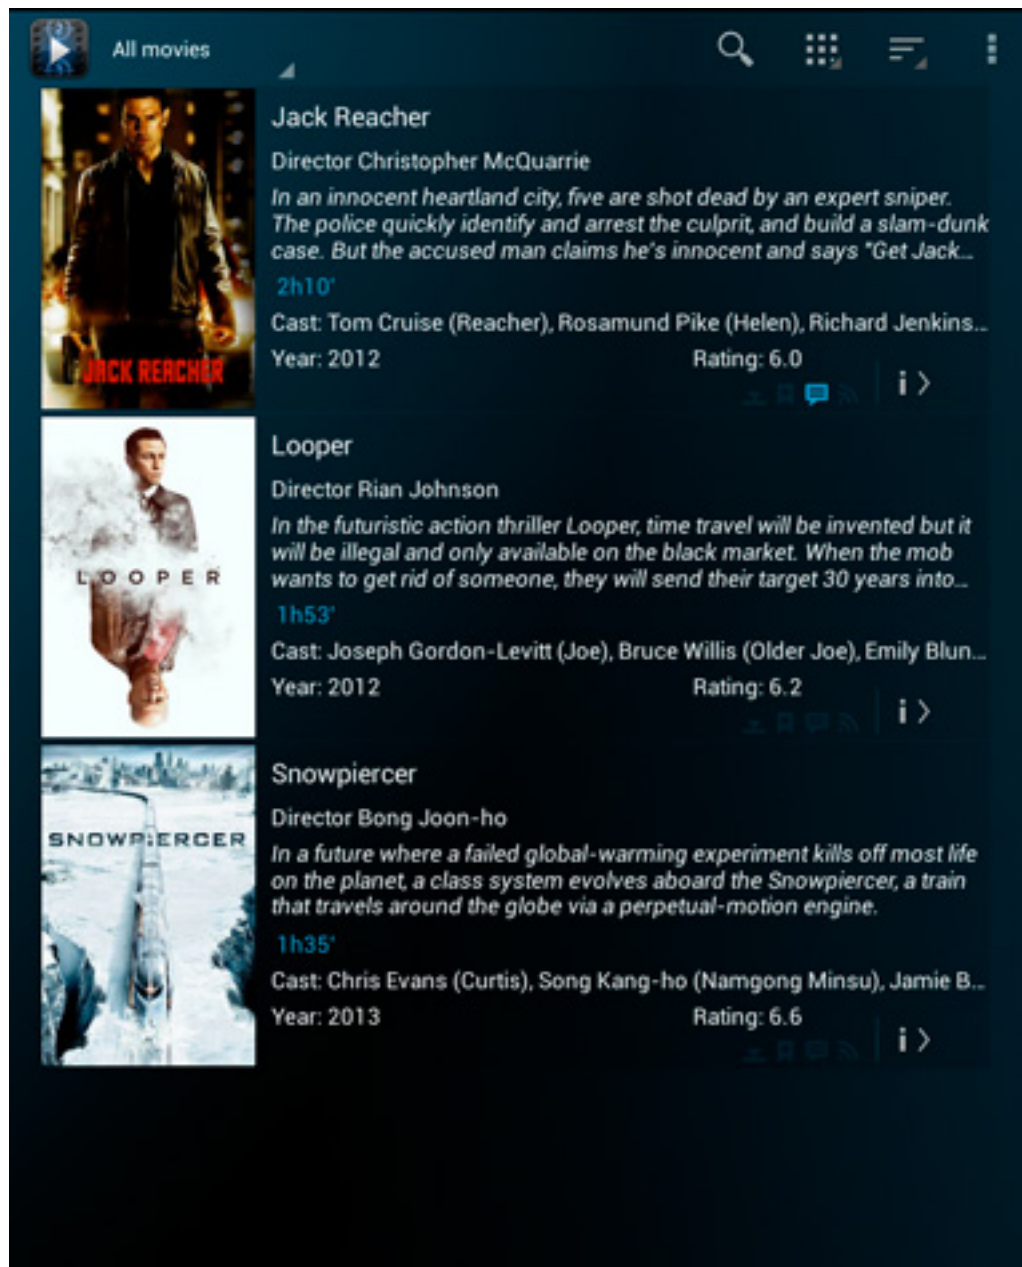 All movies
Jack Reacher
Director Christopher McQuarrie
In an innocent heartland city, five are shot dead by an expert sniper.
The police quickly identify and arrest the culprit, and build a slam-dunk
case. But the accused man claims he's innocent and says "Get Jack...
2h10'
Cast: Tom Cruise (Reacher), Rosamund Pike (Helen), Richard Jenkins...
Year: 2012 Rating: 6.0
JACK REACHER
Looper
Director Rian Johnson
In the futuristic action thriller Looper, time travel will be invented but it
will be illegal and only available on the black market. When the mob
wants to get rid of someone, they will send their target 30 years into...
LOOPER
1h53'
Cast: Joseph Gordon-Levitt (Joe), Bruce Willis (Older Joe), Emily Blun...
Year: 2012 Rating: 6.2
Snowpiercer
Director Bong Joon-ho
SNOWPIERCER
In a future where a failed global-warming experiment kills off most life
on the planet, a class system evolves aboard the Snowpiercer, a train
that travels around the globe via a perpetual-motion engine.
1h35'
Cast: Chris Evans (Curtis), Song Kang-ho (Namgong Minsu), Jamie B...
Year: 2013 Rating: 6.6